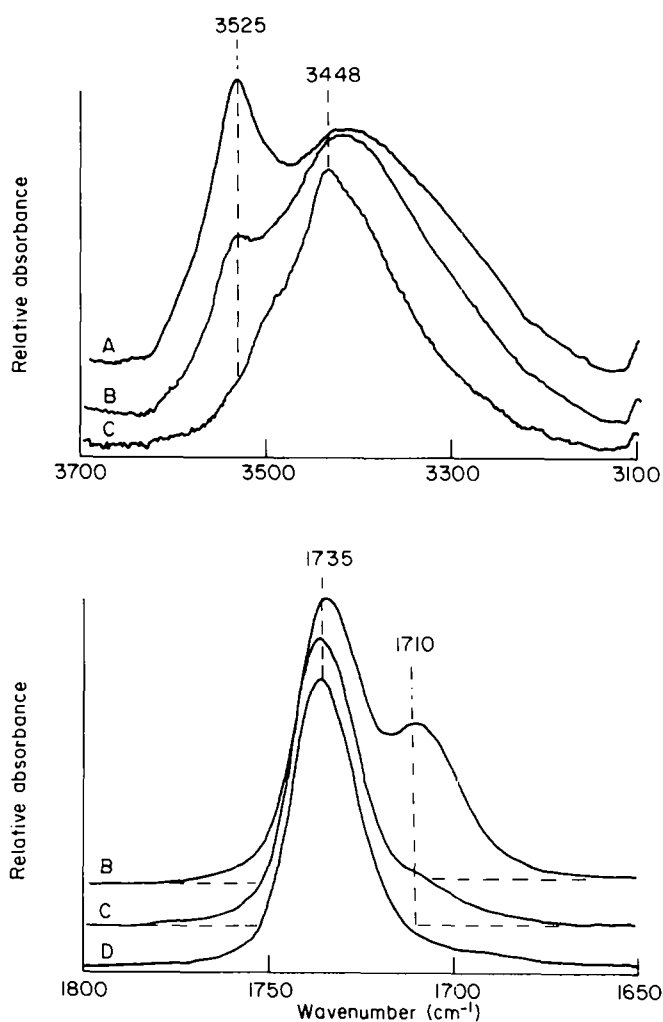 3525
3448
Relative absorbance
A
B
C
3700
3500
3300
3100
1735
1710
Relative absorbance
B
C
D
1800
1750
1700
1650
Wavenumber (cm⁻¹)